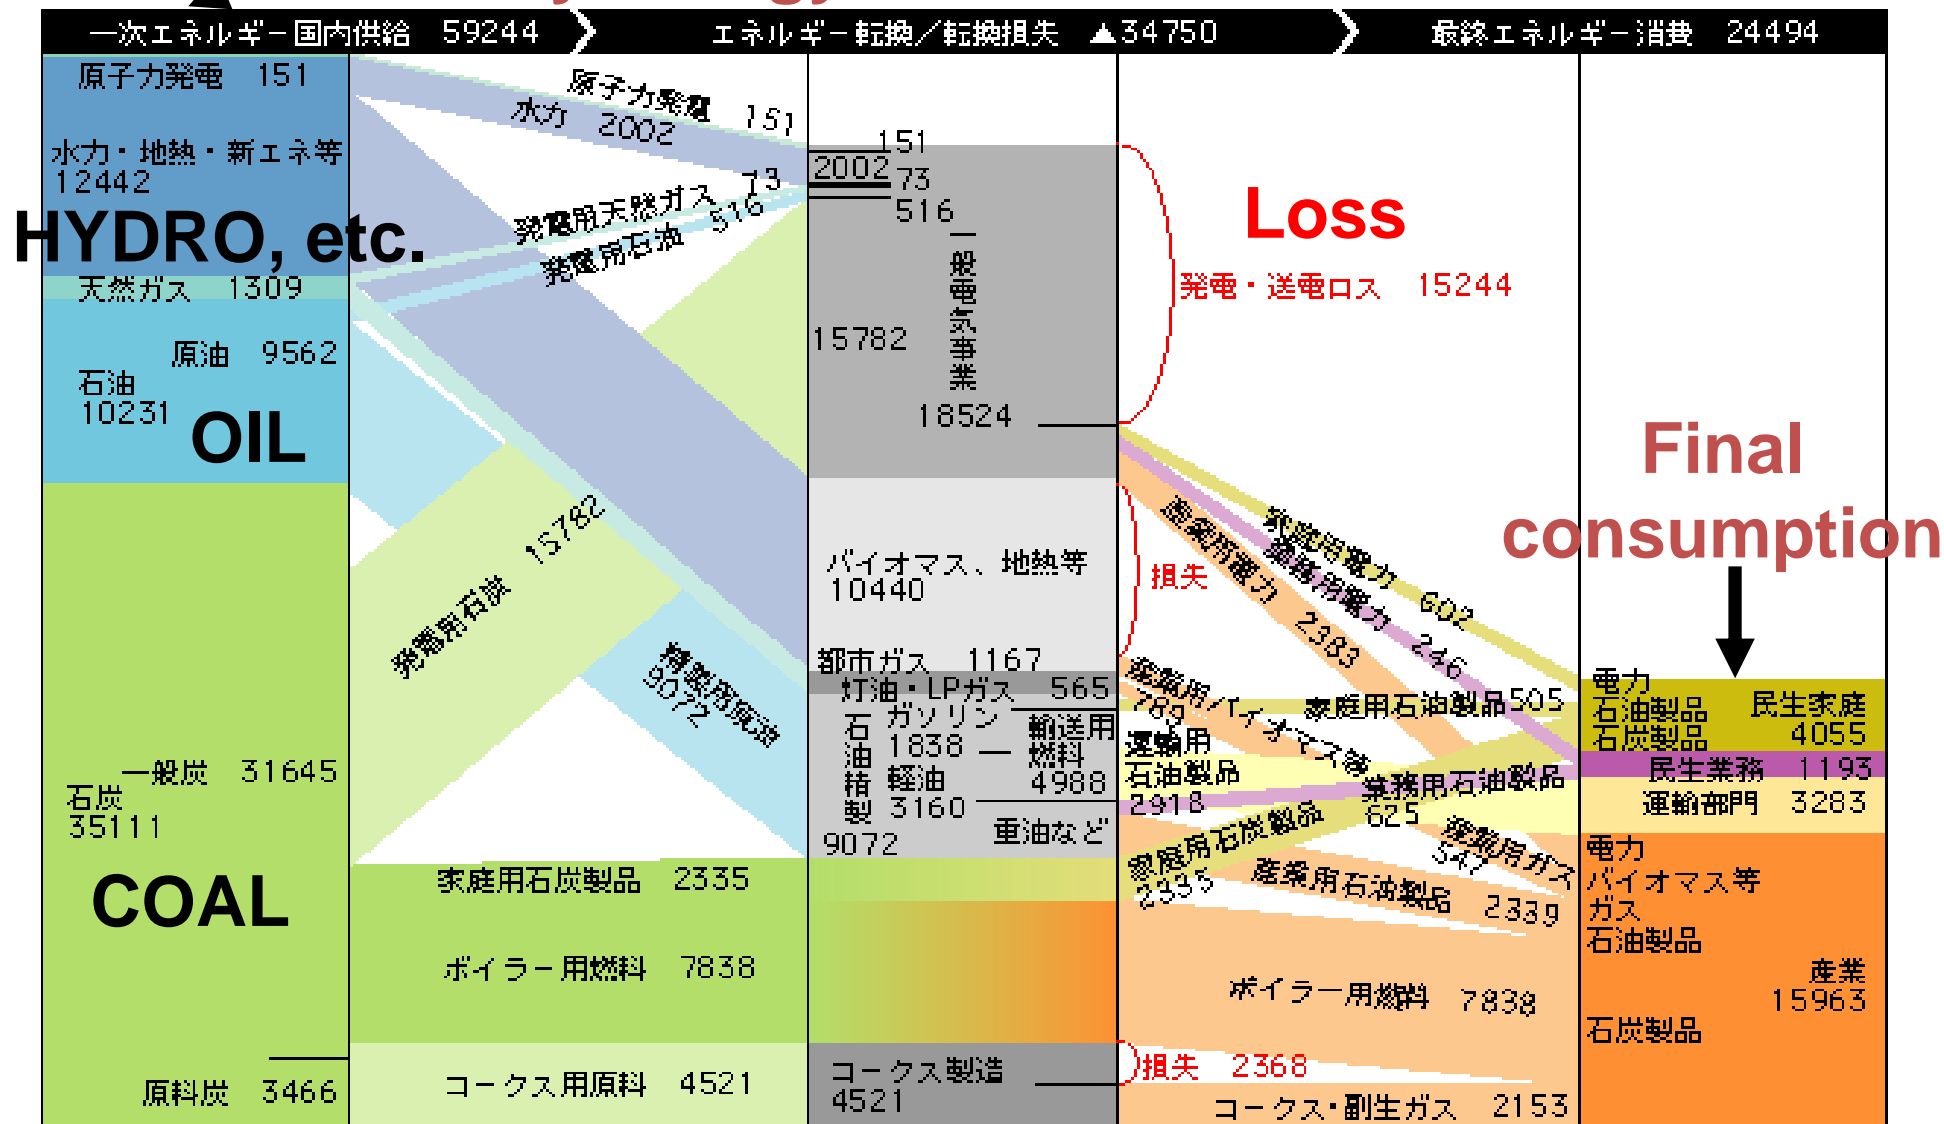 一次エネルギー国内供給 59244
エネルギー転換／転換損失 ▲34750
最終エネルギー消費 24494
原子力発電 151
水力・地熱・新エネ等
12442
HYDRO, etc.
天然ガス 1309
原油 9562
石油
10231
OIL
一般炭 31645
石炭
35111
COAL
原料炭 3466
原子力発電 151
水力 2002
発電用天然ガス 73
発電用石油 516
発電用石炭 15782
精製用原油
9072
家庭用石炭製品 2335
ボイラー用燃料 7838
コークス用原料 4521
151
2002
73
516
一般電気事業
15782
18524
バイオマス、地熱等
10440
都市ガス 1167
灯油・LPガス 565
石油精製
9072
ガソリン
1838
軽油
3160
輸送用
燃料
4988
重油など
コークス製造
4521
Loss
発電・送電ロス 15244
損失
家庭用電力 602
業務用電力 246
産業用電力 2383
産業用バイオマス等
789
家庭用石油製品 505
運輸用
石油製品
2918
業務用石油製品
625
産業用ガス
547
家庭用石炭製品
2335
産業用石油製品 2339
ボイラー用燃料 7838
損失 2368
コークス・副生ガス 2153
Final
consumption
電力
石油製品
石炭製品
民生家庭
4055
民生業務 1193
運輸部門 3283
電力
バイオマス等
ガス
石油製品
産業
15963
石炭製品